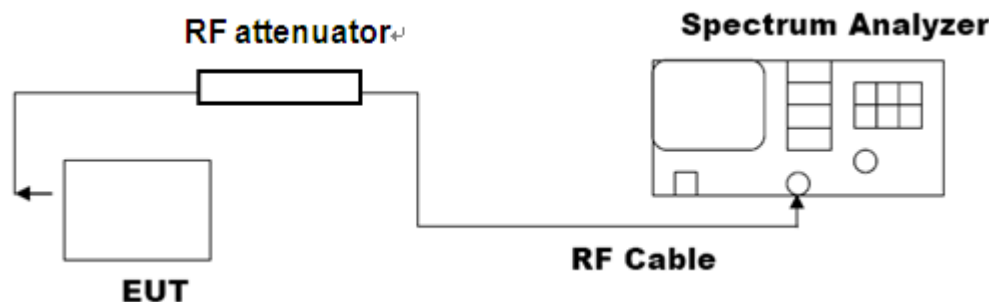 RF attenuator↵
Spectrum Analyzer
RF Cable
EUT